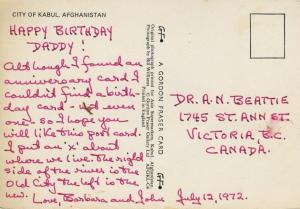 CITY OF KABUL, AFGHANISTAN
HAPPY BIRTHDAY
DADDY!
Although I found an
anniversary card I
couldn't find a birth-
day card - not even
one. So I hope you
will like this post card.
I put an 'x' about
where we live. The right
side of the river is the
Old City the left is the
new.
Love, Barbara and John
July 12, 1972.
GF
A GORDON FRASER CARD
GF
DR. A. N. BEATTIE
1745 ST. ANN ST.
VICTORIA, B.C.
CANADA,